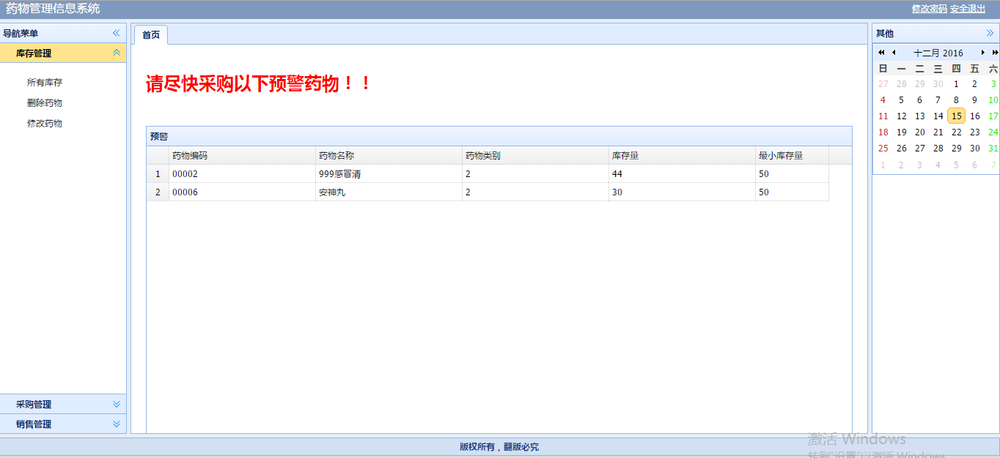 药物管理信息系统
修改密码 安全退出
导航菜单
库存管理
所有库存
删除药物
修改药物
采购管理
销售管理
首页
请尽快采购以下预警药物！！
预警
药物编码 药物名称 药物类别 库存量 最小库存量
1 00002 999感冒清 2 44 50
2 00006 安神丸 2 30 50
其他
十二月 2016
日 一 二 三 四 五 六
27 28 29 30 1 2 3
4 5 6 7 8 9 10
11 12 13 14 15 16 17
18 19 20 21 22 23 24
25 26 27 28 29 30 31
1 2 3 4 5 6 7
版权所有，翻版必究
激活 Windows
转到"设置"以激活 Windows